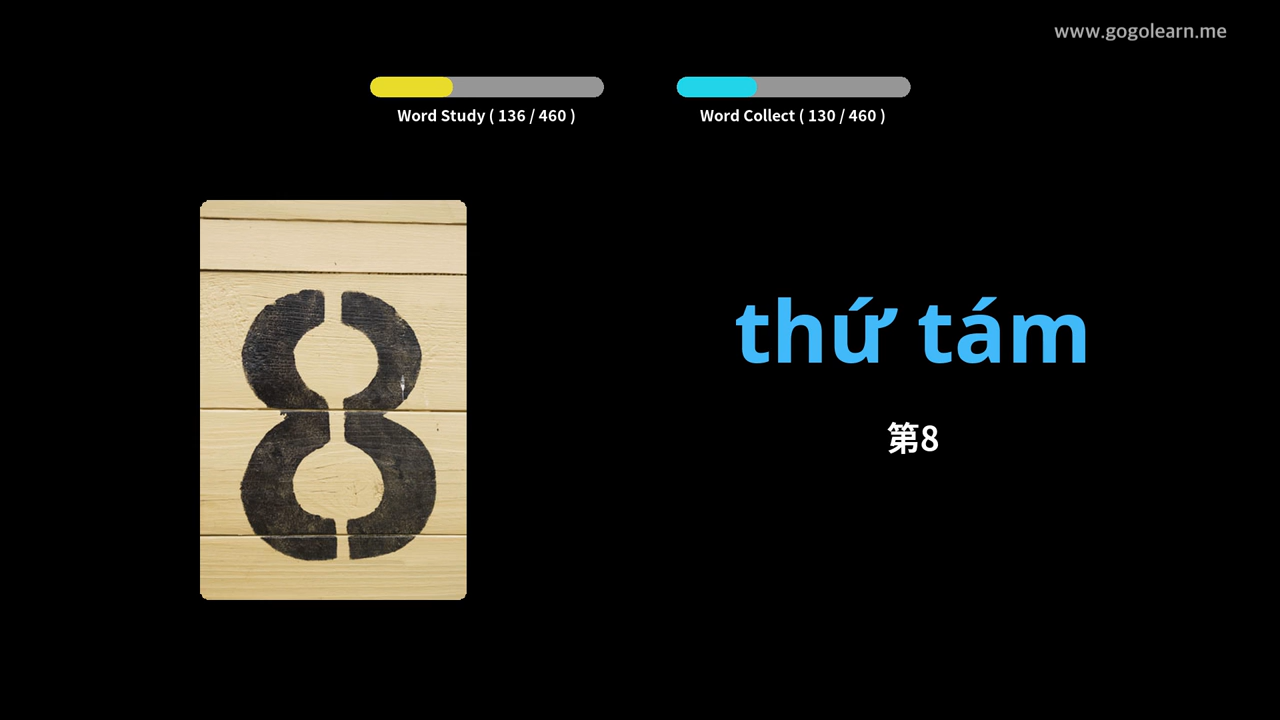 www.gogolearn.me
Word Study ( 136 / 460 )
Word Collect ( 130 / 460 )
8
thứ tám
第8